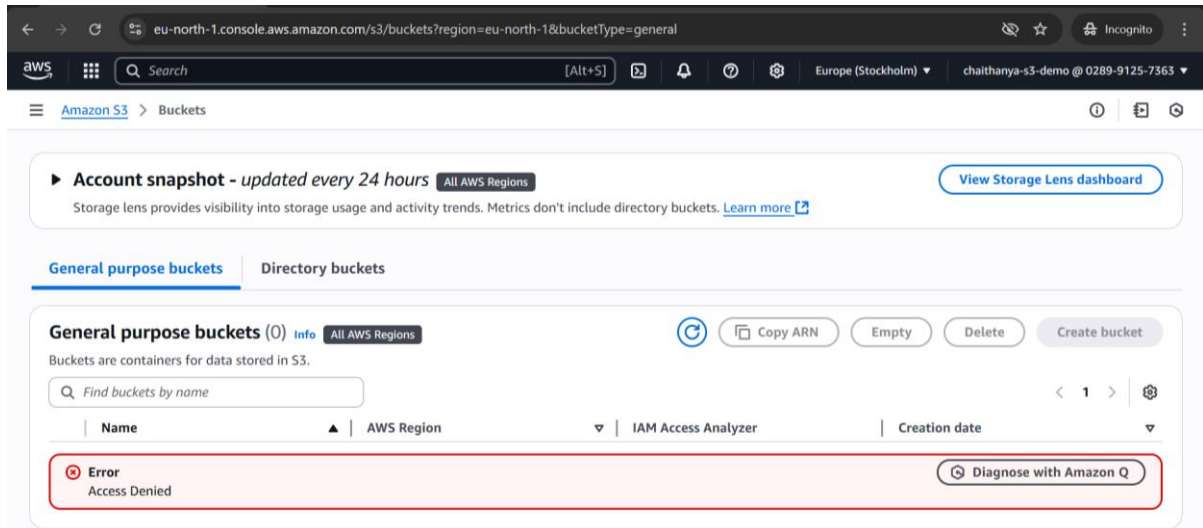 eu-north-1.console.aws.amazon.com/s3/buckets?region=eu-north-1&bucketType=general Incognito
aws Search [Alt+S] Europe (Stockholm) ▼ chaithanya-s3-demo @ 0289-9125-7363 ▼
Amazon S3 > Buckets
Account snapshot - updated every 24 hours All AWS Regions View Storage Lens dashboard
Storage lens provides visibility into storage usage and activity trends. Metrics don't include directory buckets. Learn more
General purpose buckets Directory buckets
General purpose buckets (0) Info All AWS Regions Copy ARN Empty Delete Create bucket
Buckets are containers for data stored in S3.
Find buckets by name < 1 >
Name AWS Region IAM Access Analyzer Creation date
Error Diagnose with Amazon Q
Access Denied